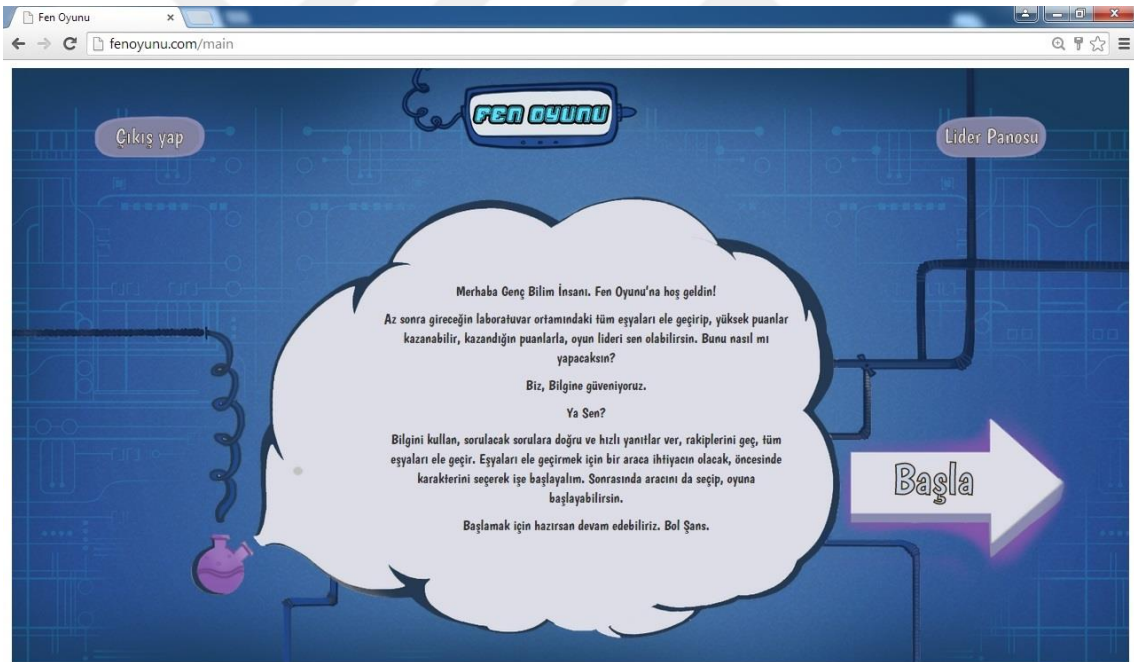 Fen Oyunu
fenoyunu.com/main
FEN OYUNU
Çıkış yap
Lider Panosu
Merhaba Genç Bilim İnsanı. Fen Oyunu'na hoş geldin!
Az sonra gireceğin laboratuvar ortamındaki tüm eşyaları ele geçirip, yüksek puanlar
kazanabilir, kazandığın puanlarla, oyun lideri sen olabilirsin. Bunu nasıl mı
yapacaksın?
Biz, Bilgine güveniyoruz.
Ya Sen?
Bilgini kullan, sorulacak sorulara doğru ve hızlı yanıtlar ver, rakiplerini geç, tüm
eşyaları ele geçir. Eşyaları ele geçirmek için bir araca ihtiyacın olacak, öncesinde
karakterini seçerek işe başlayalım. Sonrasında aracını da seçip, oyuna
başlayabilirsin.
Başlamak için hazırsan devam edebiliriz. Bol Şans.
Başla